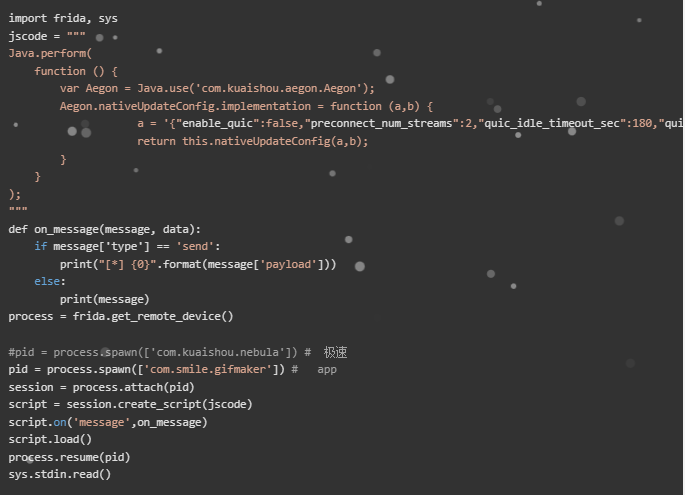 import frida, sys
jscode = """
Java.perform(
    function () {
        var Aegon = Java.use('com.kuaishou.aegon.Aegon');
        Aegon.nativeUpdateConfig.implementation = function (a,b) {
                    a = '{"enable_quic":false,"preconnect_num_streams":2,"quic_idle_timeout_sec":180,"qui
                    return this.nativeUpdateConfig(a,b);
        }
    }
);
"""
def on_message(message, data):
    if message['type'] == 'send':
        print("[*] {0}".format(message['payload']))
    else:
        print(message)
process = frida.get_remote_device()
#pid = process.spawn(['com.kuaishou.nebula']) #  极速
pid = process.spawn(['com.smile.gifmaker']) #   app
session = process.attach(pid)
script = session.create_script(jscode)
script.on('message',on_message)
script.load()
process.resume(pid)
sys.stdin.read()